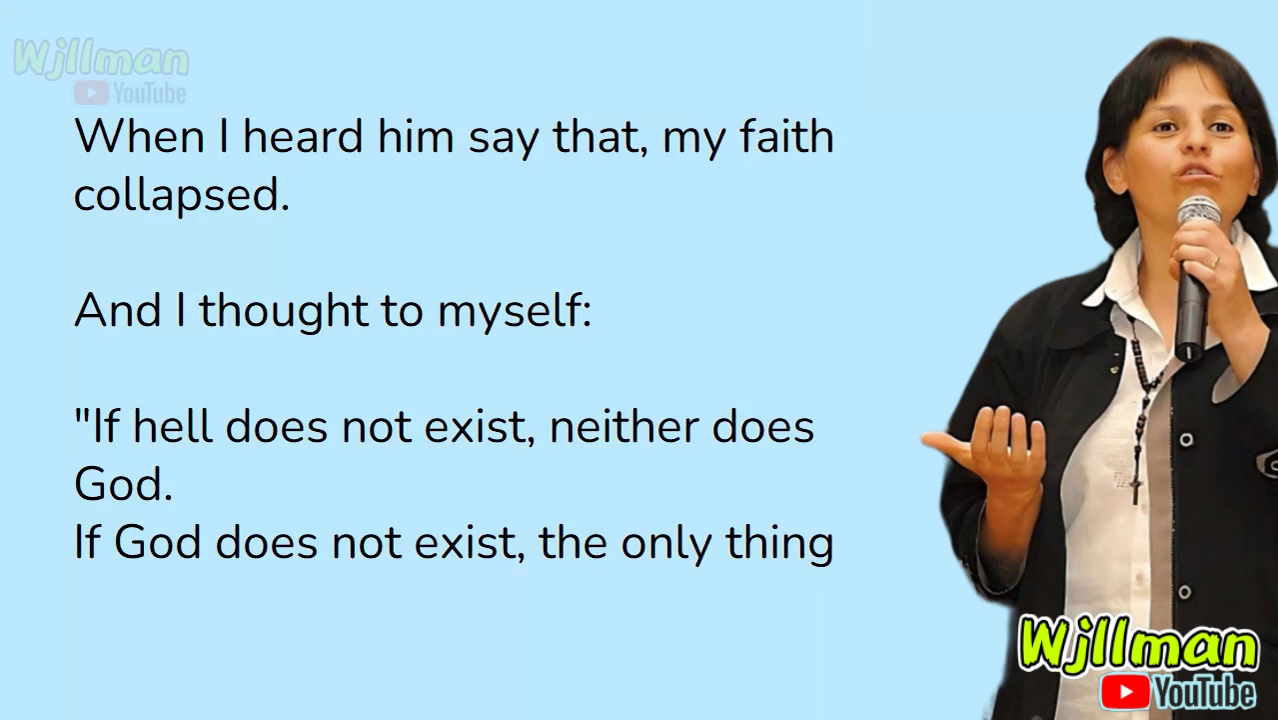 Wjllman
YouTube
When I heard him say that, my faith
collapsed.
And I thought to myself:
"If hell does not exist, neither does
God.
If God does not exist, the only thing
Wjllman
YouTube